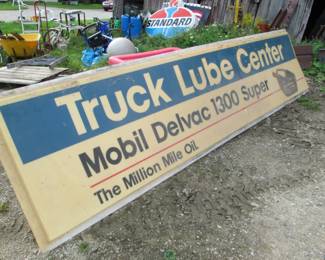 STANDARD
Truck Lube Center
Mobil Delvac 1300 Super
The Million Mile Oil.